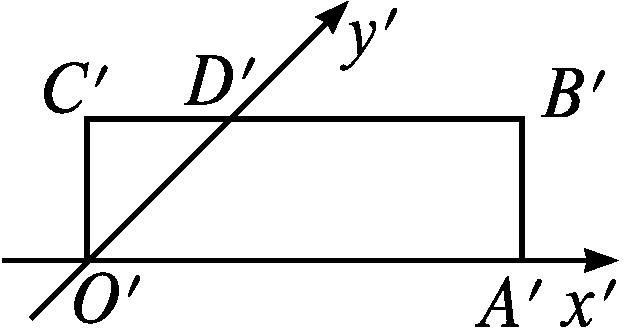 y′
C′ D′ B′
O′ A′ x′